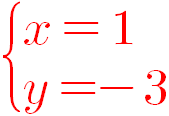 x = 1
y = -3